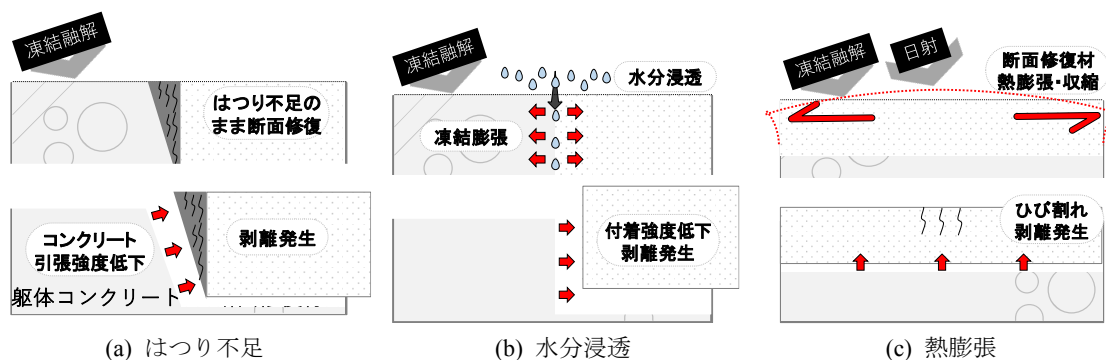 凍結融解
はつり不足の
まま断面修復
コンクリート
引張強度低下
剥離発生
躯体コンクリート
(a) はつり不足
凍結融解
水分浸透
凍結膨張
付着強度低下
剥離発生
(b) 水分浸透
凍結融解
日射
断面修復材
熱膨張・収縮
ひび割れ
剥離発生
(c) 熱膨張